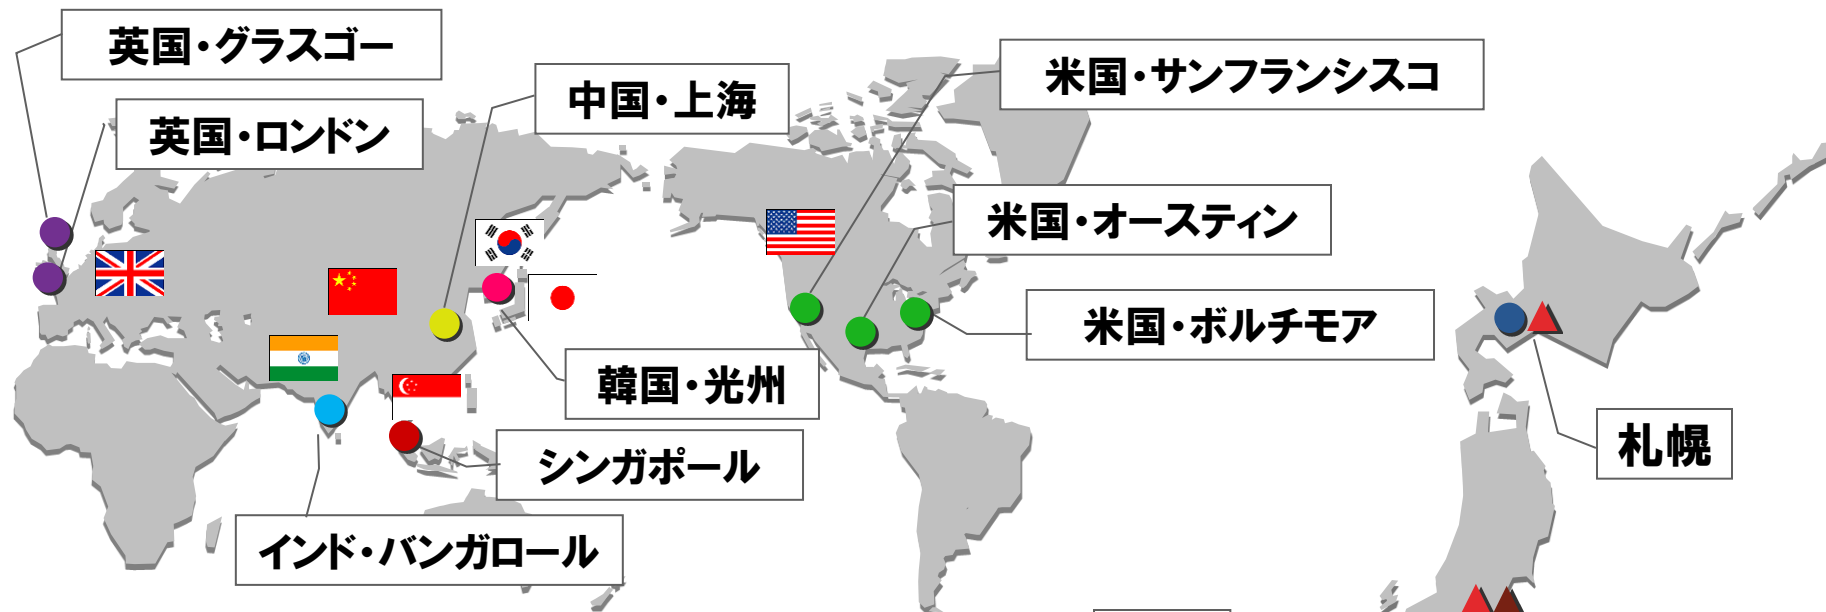 英国・グラスゴー
英国・ロンドン
中国・上海
米国・サンフランシスコ
米国・オースティン
米国・ボルチモア
韓国・光州
シンガポール
インド・バンガロール
札幌